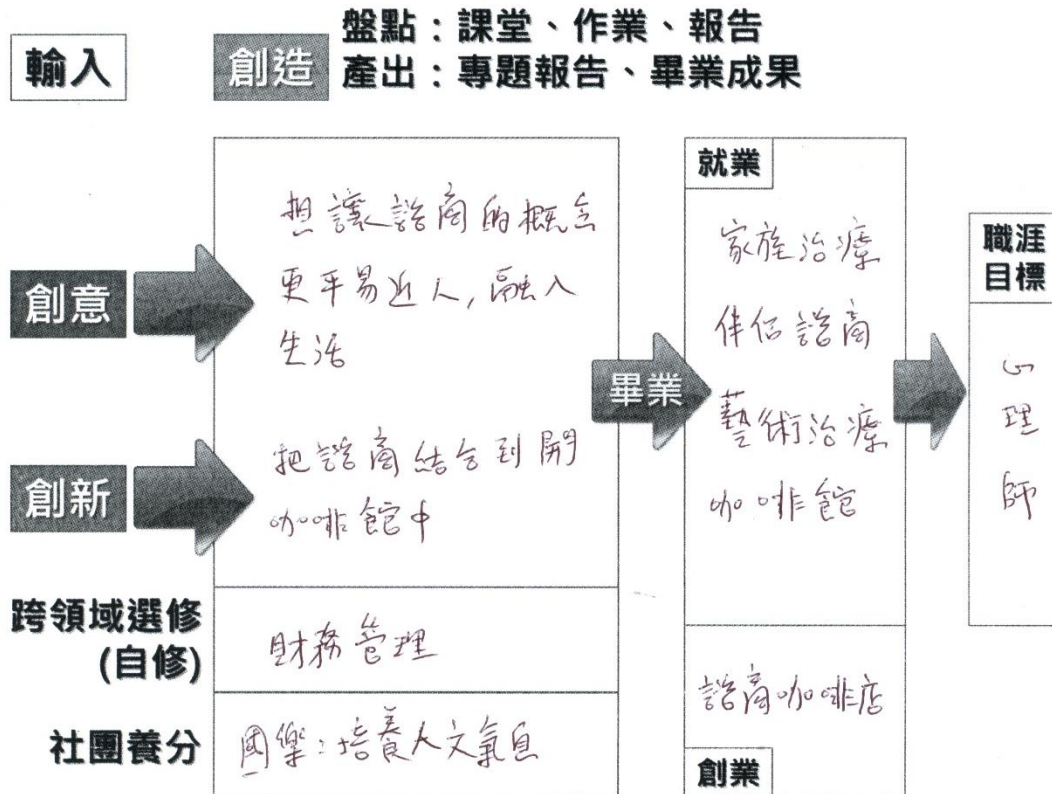 盤點：課堂、作業、報告
輸入
創造
產出：專題報告、畢業成果
創意
想讓諮商的概念
更平易近人，融入
生活
創新
把諮商結合到開
咖啡館中
跨領域選修
(自修)
財務管理
社團養分
國樂：培養人文氣息
畢業
就業
家族治療
伴侶諮商
藝術治療
咖啡館
諮商咖啡店
創業
職涯
目標
心
理
師